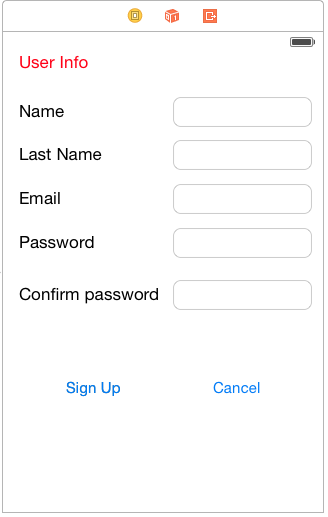 User Info
Name
Last Name
Email
Password
Confirm password
Sign Up Cancel